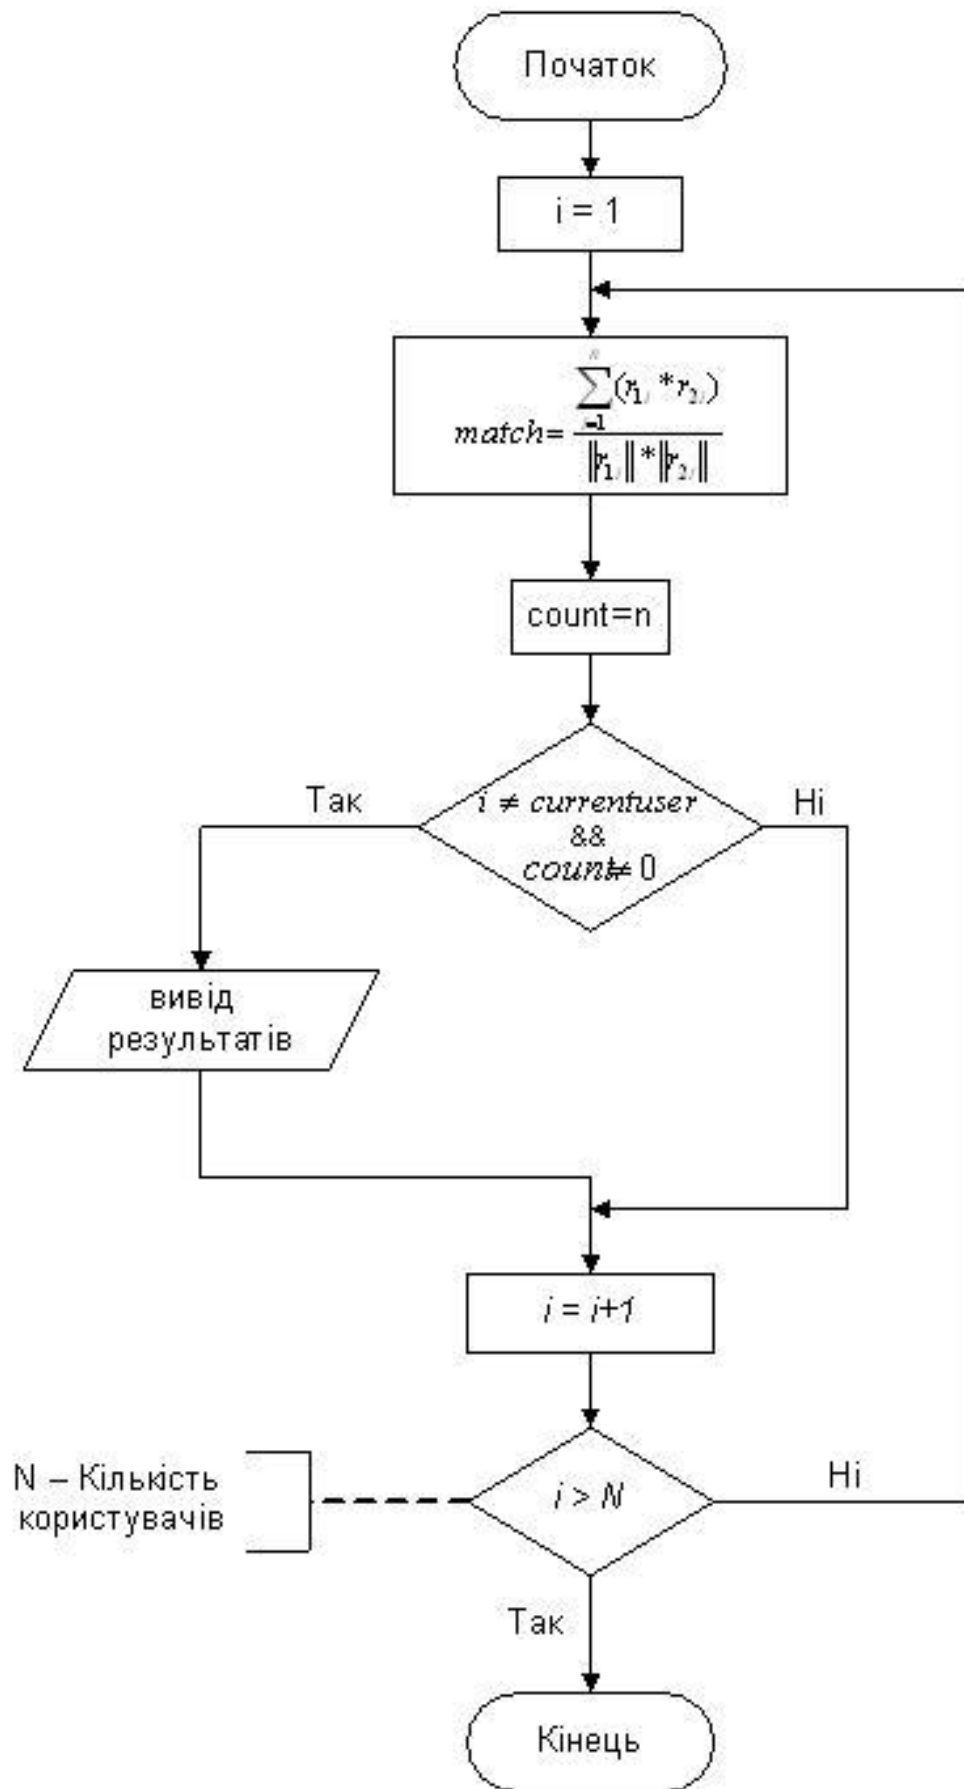 Початок
i = 1
n
∑(r₁ᵢ * r₂ᵢ)
i=1
match=
‖r₁ᵢ‖ * ‖r₂ᵢ‖
count=n
Так
i ≠ currentuser
&&
count≠ 0
Ні
вивід
результатів
i = i+1
N – Кількість
користувачів
i > N
Ні
Так
Кінець